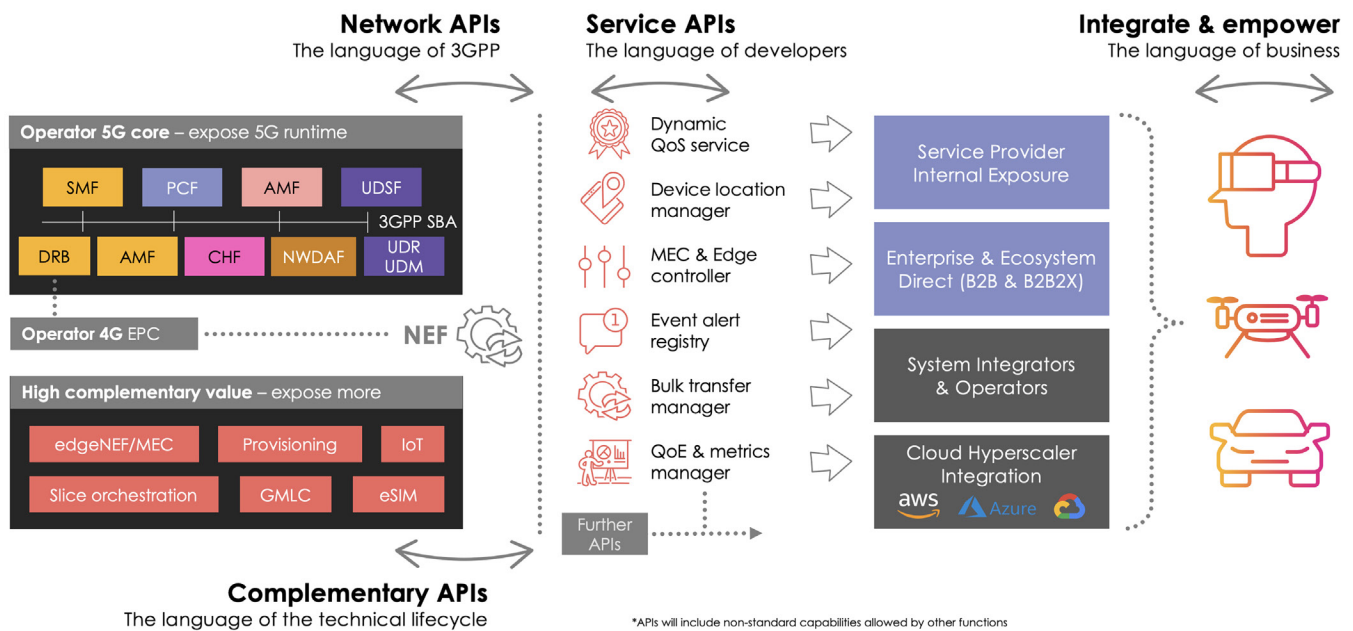 Network APIs
The language of 3GPP
Service APIs
The language of developers
Integrate & empower
The language of business
Operator 5G core – expose 5G runtime
SMF
PCF
AMF
UDSF
3GPP SBA
DRB
AMF
CHF
NWDAF
UDR
UDM
Operator 4G EPC
NEF
High complementary value – expose more
edgeNEF/MEC
Provisioning
IoT
Slice orchestration
GMLC
eSIM
Complementary APIs
The language of the technical lifecycle
Dynamic
QoS service
Device location
manager
MEC & Edge
controller
1
Event alert
registry
Bulk transfer
manager
QoE & metrics
manager
Further
APIs
Service Provider
Internal Exposure
Enterprise & Ecosystem
Direct (B2B & B2B2X)
System Integrators
& Operators
Cloud Hyperscaler
Integration
aws
Azure
*APIs will include non-standard capabilities allowed by other functions